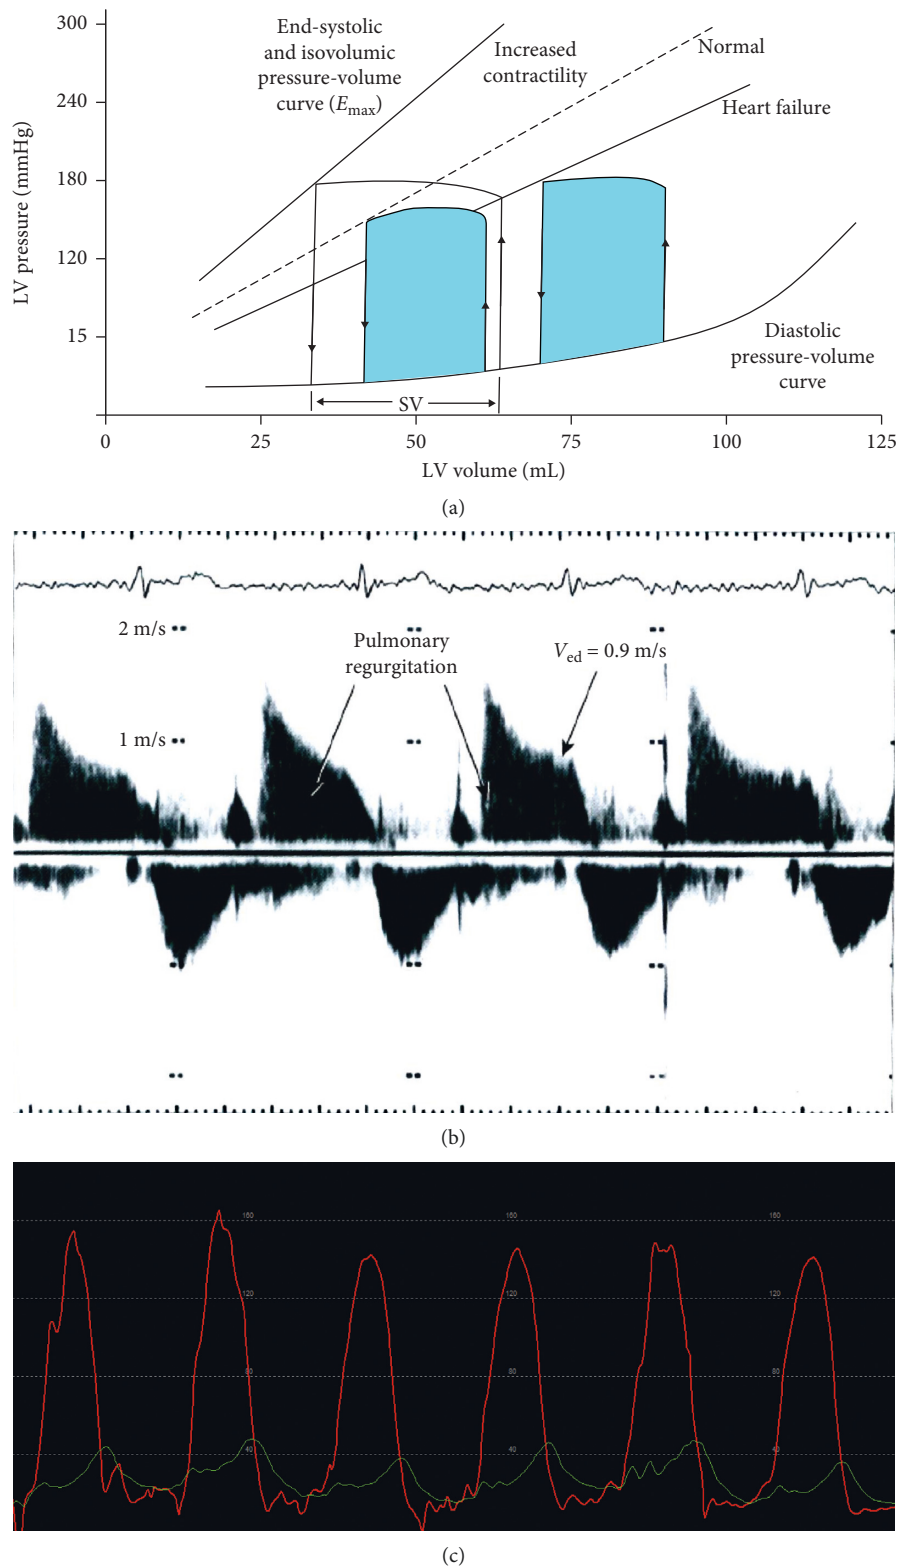 300
240
180
120
15
LV pressure (mmHg)
End-systolic
and isovolumic
pressure-volume
curve (Emax)
Increased
contractility
Normal
Heart failure
Diastolic
pressure-volume
curve
SV
0 25 50 75 100 125
LV volume (mL)
(a)
2 m/s
Pulmonary
regurgitation
Ved = 0.9 m/s
1 m/s
(b)
160 160 160
120 120 120
80 80 80
40 40 40
(c)